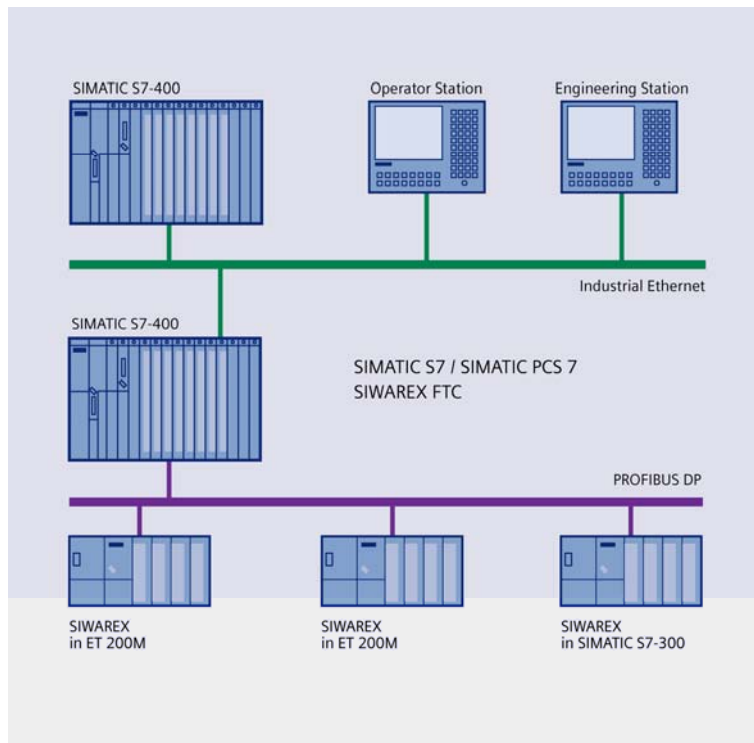 SIMATIC S7-400
Operator Station
Engineering Station
Industrial Ethernet
SIMATIC S7-400
SIMATIC S7 / SIMATIC PCS 7
SIWAREX FTC
PROFIBUS DP
SIWAREX
in ET 200M
SIWAREX
in ET 200M
SIWAREX
in SIMATIC S7-300